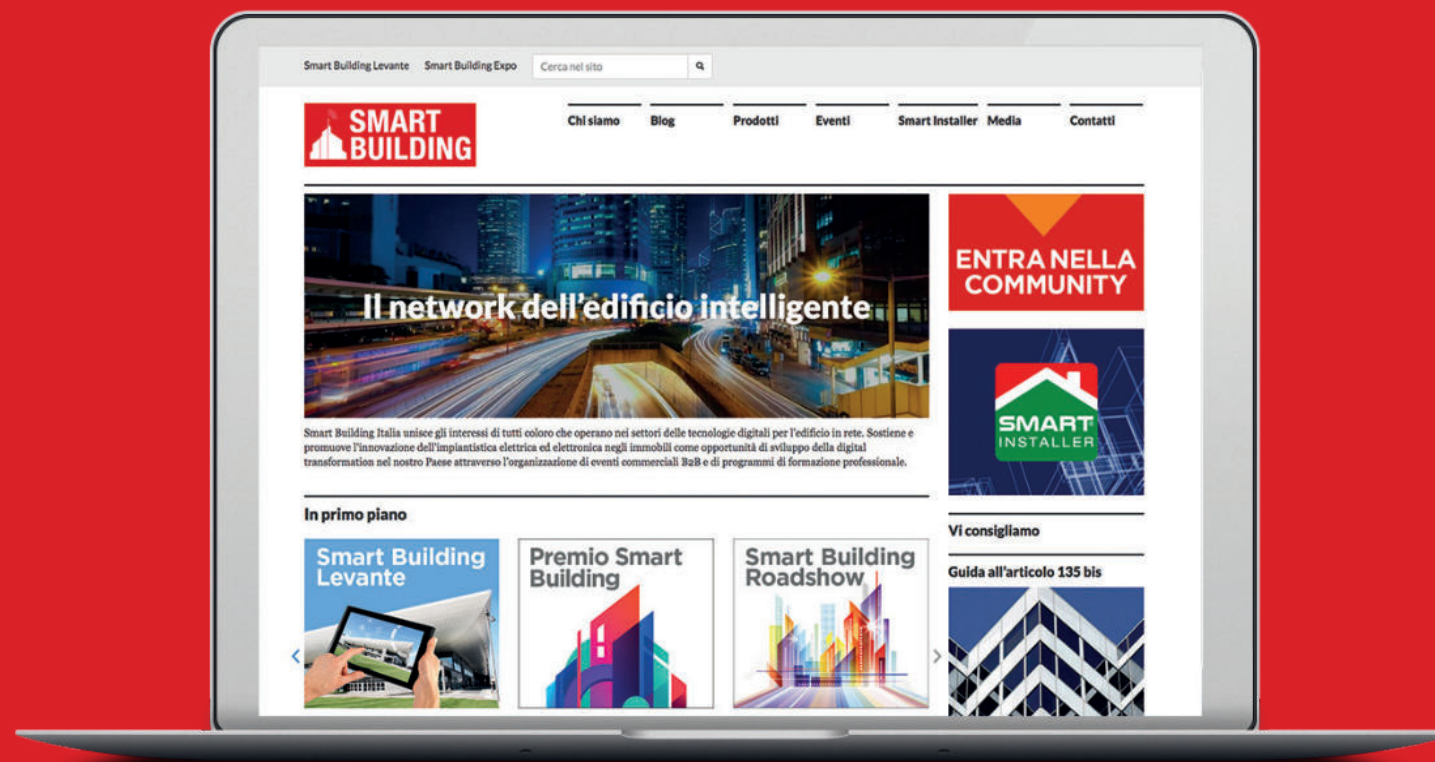 Smart Building Levante Smart Building Expo Cerca nel sito
SMART
BUILDING
Chi siamo Blog Prodotti Eventi Smart Installer Media Contatti
Il network dell'edificio intelligente
Smart Building Italia unisce gli interessi di tutti coloro che operano nei settori delle tecnologie digitali per l'edificio in rete. Sostiene e
promuove l'innovazione dell'impiantistica elettrica ed elettronica negli immobili come opportunità di sviluppo della digital
transformation nel nostro Paese attraverso l'organizzazione di eventi commerciali B2B e di programmi di formazione professionale.
In primo piano
Smart Building
Levante
Premio Smart
Building
Smart Building
Roadshow
ENTRA NELLA
COMMUNITY
SMART
INSTALLER
Vi consigliamo
Guida all'articolo 135 bis